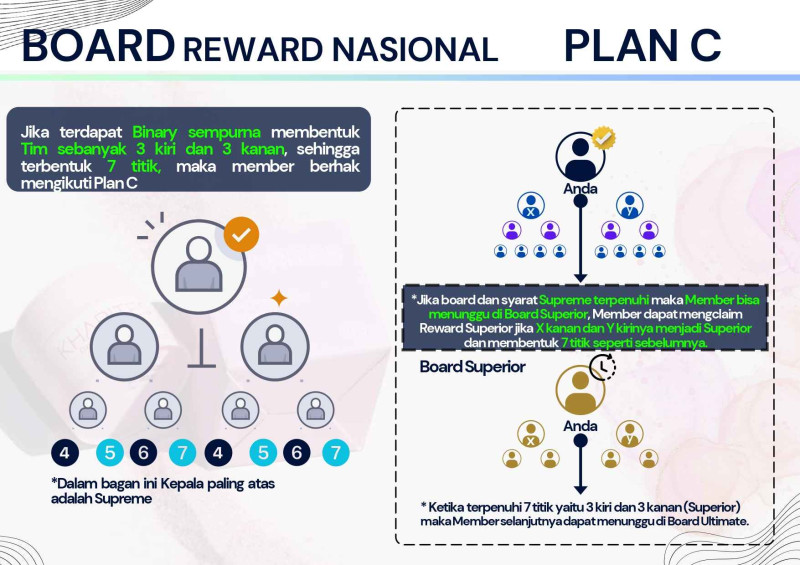 BOARD REWARD NASIONAL PLAN C
Jika terdapat Binary sempurna membentuk
Tim sebanyak 3 kiri dan 3 kanan, sehingga
terbentuk 7 titik, maka member berhak
mengikuti Plan C
4 5 6 7 4 5 6 7
*Dalam bagan ini Kepala paling atas
adalah Supreme
Anda
X y
*Jika board dan syarat Supreme terpenuhi maka Member bisa
menunggu di Board Superior, Member dapat mengclaim
Reward Superior jika X kanan dan Y kirinya menjadi Superior
dan membentuk 7 titik seperti sebelumnya.
Board Superior
Anda
X y
* Ketika terpenuhi 7 titik yaitu 3 kiri dan 3 kanan (Superior)
maka Member selanjutnya dapat menunggu di Board Ultimate.